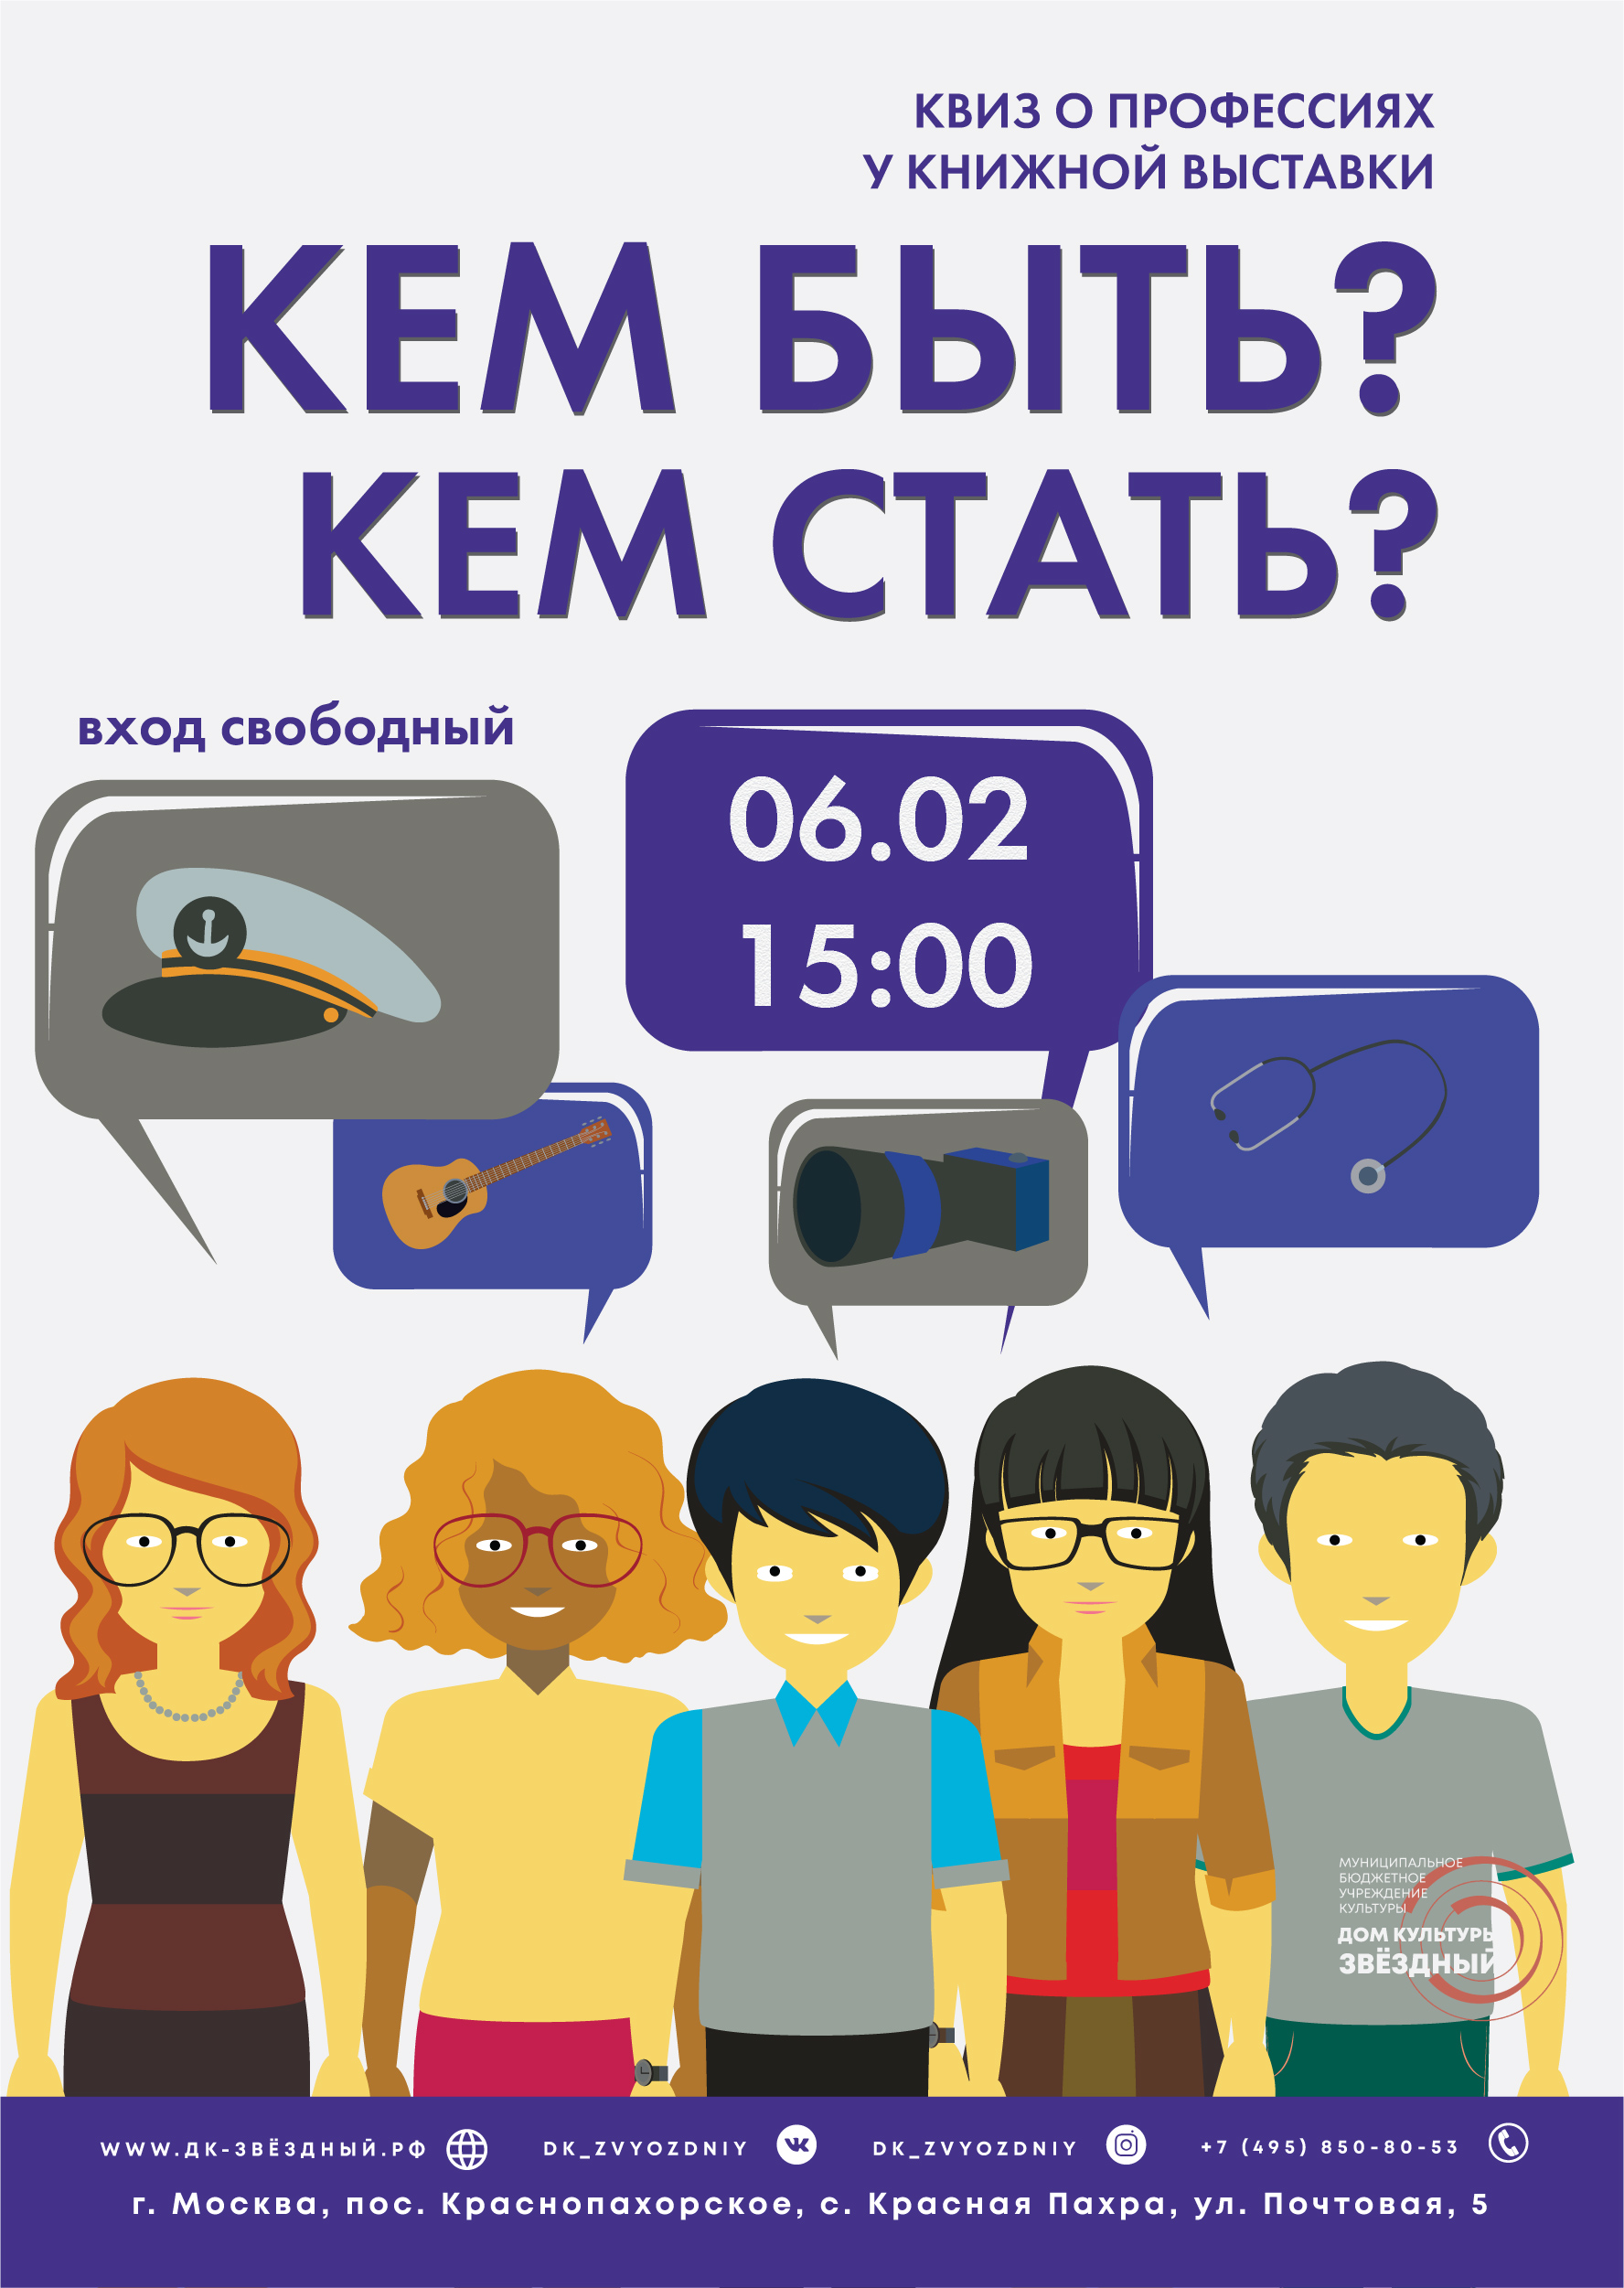 КВИЗ О ПРОФЕССИЯХ
У КНИЖНОЙ ВЫСТАВКИ
КЕМ БЫТЬ?
КЕМ СТАТЬ?
вход свободный
06.02
15:00
МУНИЦИПАЛЬНОЕ
БЮДЖЕТНОЕ
УЧРЕЖДЕНИЕ
КУЛЬТУРЫ
ДОМ КУЛЬТУРЫ
ЗВЁЗДНЫЙ
WWW.ДК-ЗВЁЗДНЫЙ.РФ
DK_ZVYOZDNIY
DK_ZVYOZDNIY
+7 (495) 850-80-53
г. Москва, пос. Краснопахорское, с. Красная Пахра, ул. Почтовая, 5